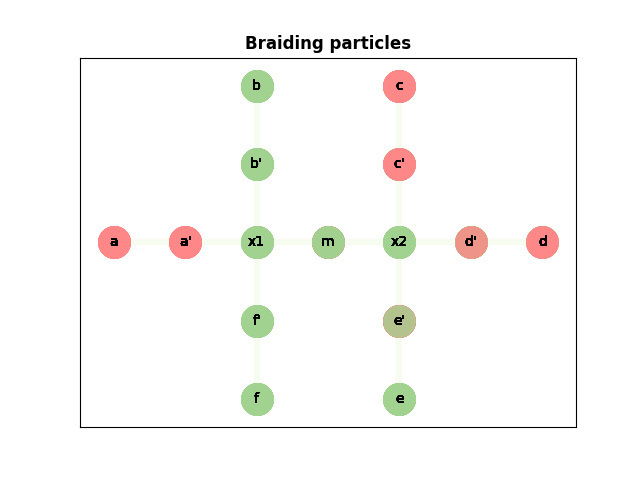 Braiding particles
b c
b' c'
a a' x1 m x2 d' d
f' e'
f e